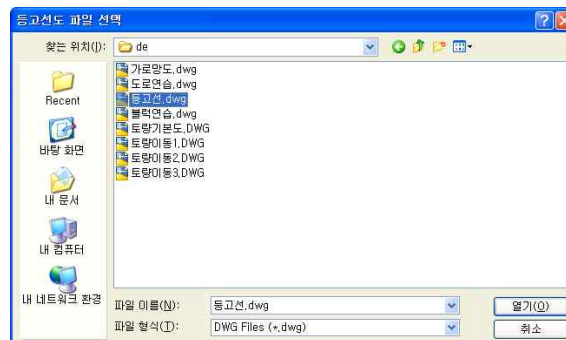 등고선도 파일 선택
찾는 위치(I):
de
가로망도.dwg
도로연습.dwg
등고선.dwg
블럭연습.dwg
토량기본도.DWG
토량이동1.DWG
토량이동2.DWG
토량이동3.DWG
Recent
바탕 화면
내 문서
내 컴퓨터
내 네트워크 환경
파일 이름(N):
등고선.dwg
열기(O)
파일 형식(T):
DWG Files (*.dwg)
취소